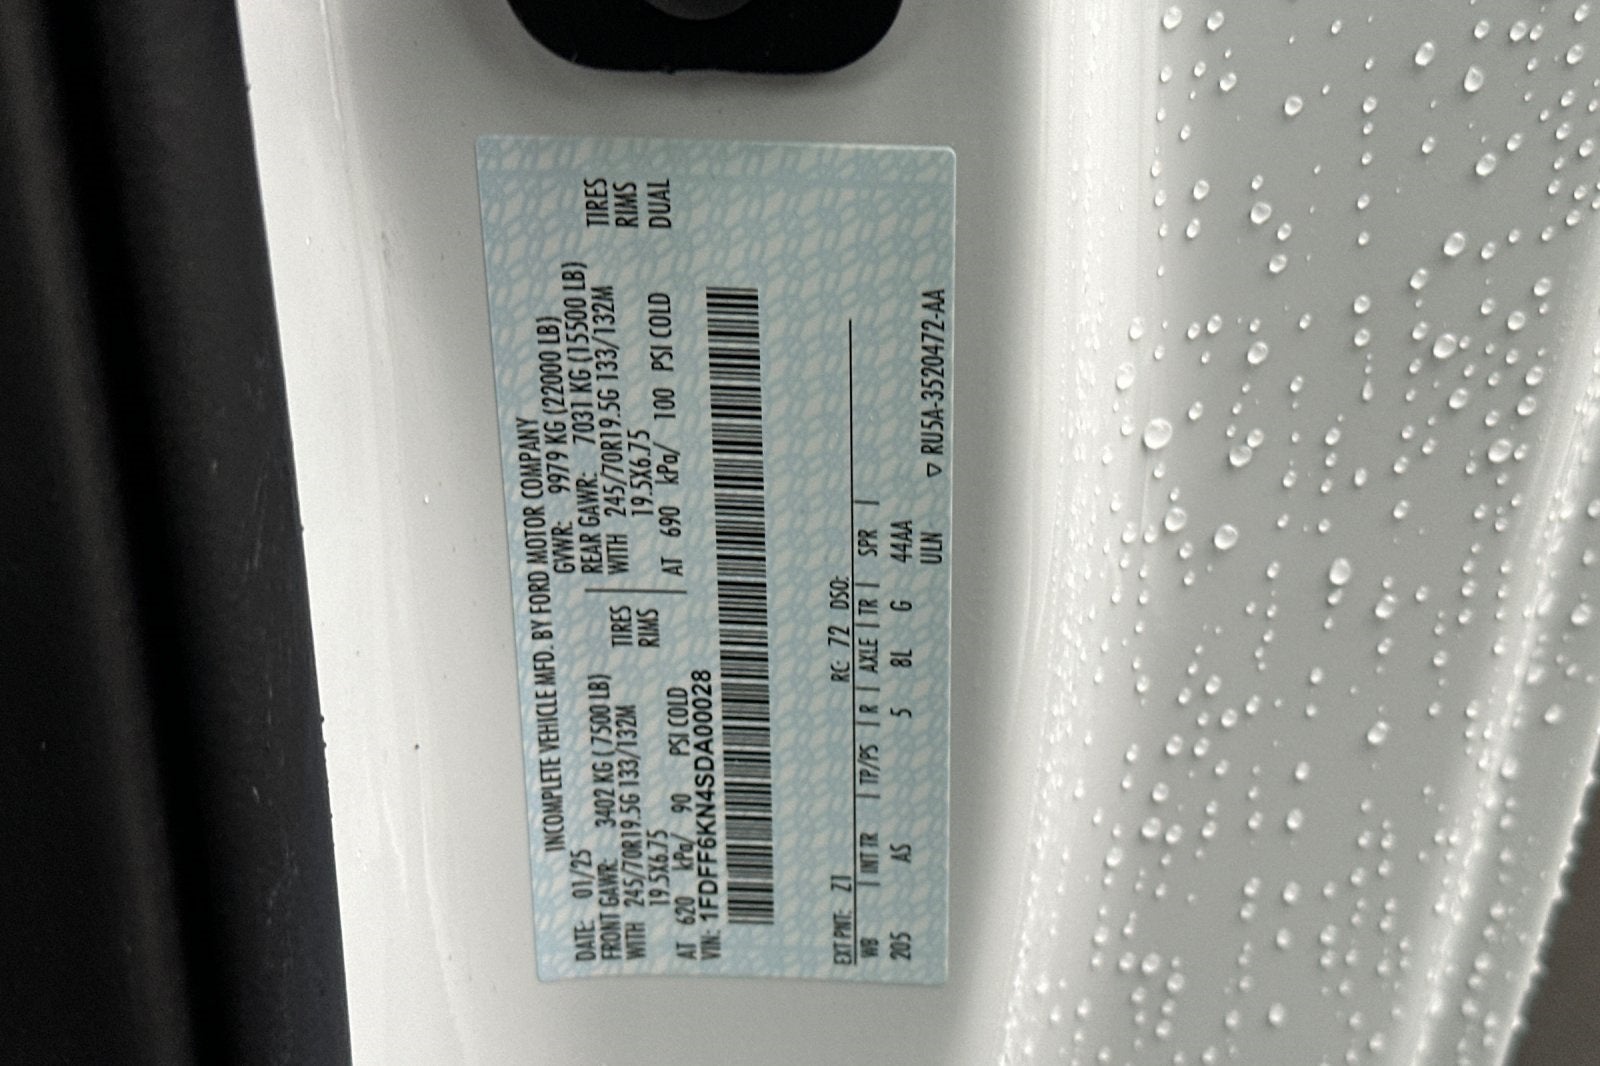 INCOMPLETE VEHICLE MFD. BY FORD MOTOR COMPANY
DATE: 01/25 GVWR: 9979 KG (22000 LB)
FRONT GAWR: 3402 KG (7500 LB) REAR GAWR: 7031 KG (15500 LB)
WITH 245/70R19.5G 133/132M TIRES WITH 245/70R19.5G 133/132M TIRES
19.5X6.75 RIMS 19.5X6.75 RIMS
AT 620 kPa/ 90 PSI COLD AT 690 kPa/ 100 PSI COLD DUAL
VIN: 1FDFF6KN4SDA00028
EXT PNT: Z1 RC: 72 DSO:
WB | INT TR | TP/PS | R | AXLE | TR | SPR |
205 AS 5 8L G 44AA
ULN ▽ RU5A-3520472-AA